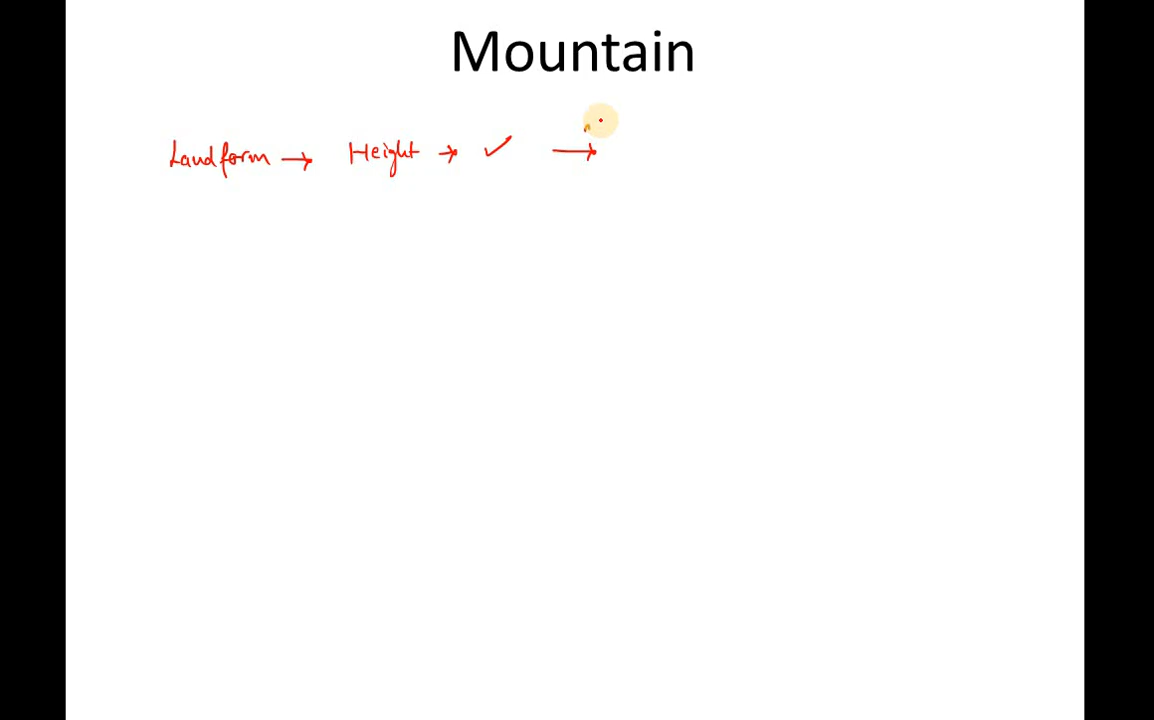 Mountain
Landform → Height → ✓ →